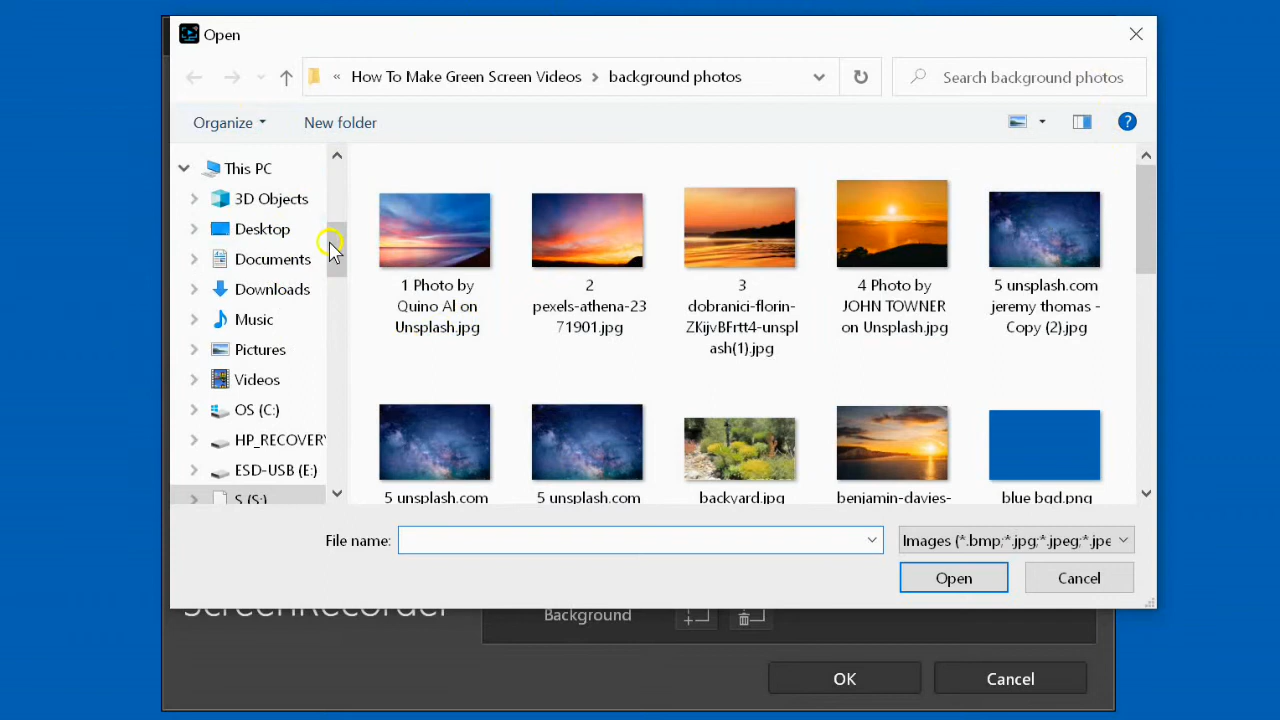 Open
« How To Make Green Screen Videos > background photos
Search background photos
Organize
New folder
This PC
3D Objects
Desktop
Documents
Downloads
Music
Pictures
Videos
OS (C:)
HP_RECOVERY
ESD-USB (E:)
S (S:)
1 Photo by
Quino Al on
Unsplash.jpg
2
pexels-athena-23
71901.jpg
3
dobranici-florin-
ZKijvBFrtt4-unspl
ash(1).jpg
4 Photo by
JOHN TOWNER
on Unsplash.jpg
5 unsplash.com
jeremy thomas -
Copy (2).jpg
5 unsplash.com
5 unsplash.com
backyard.jpg
benjamin-davies-
blue bgd.png
File name:
Images (*.bmp;*.jpg;*.jpeg;*.jpe
Open
Cancel
ScreenRecorder
Background
OK
Cancel